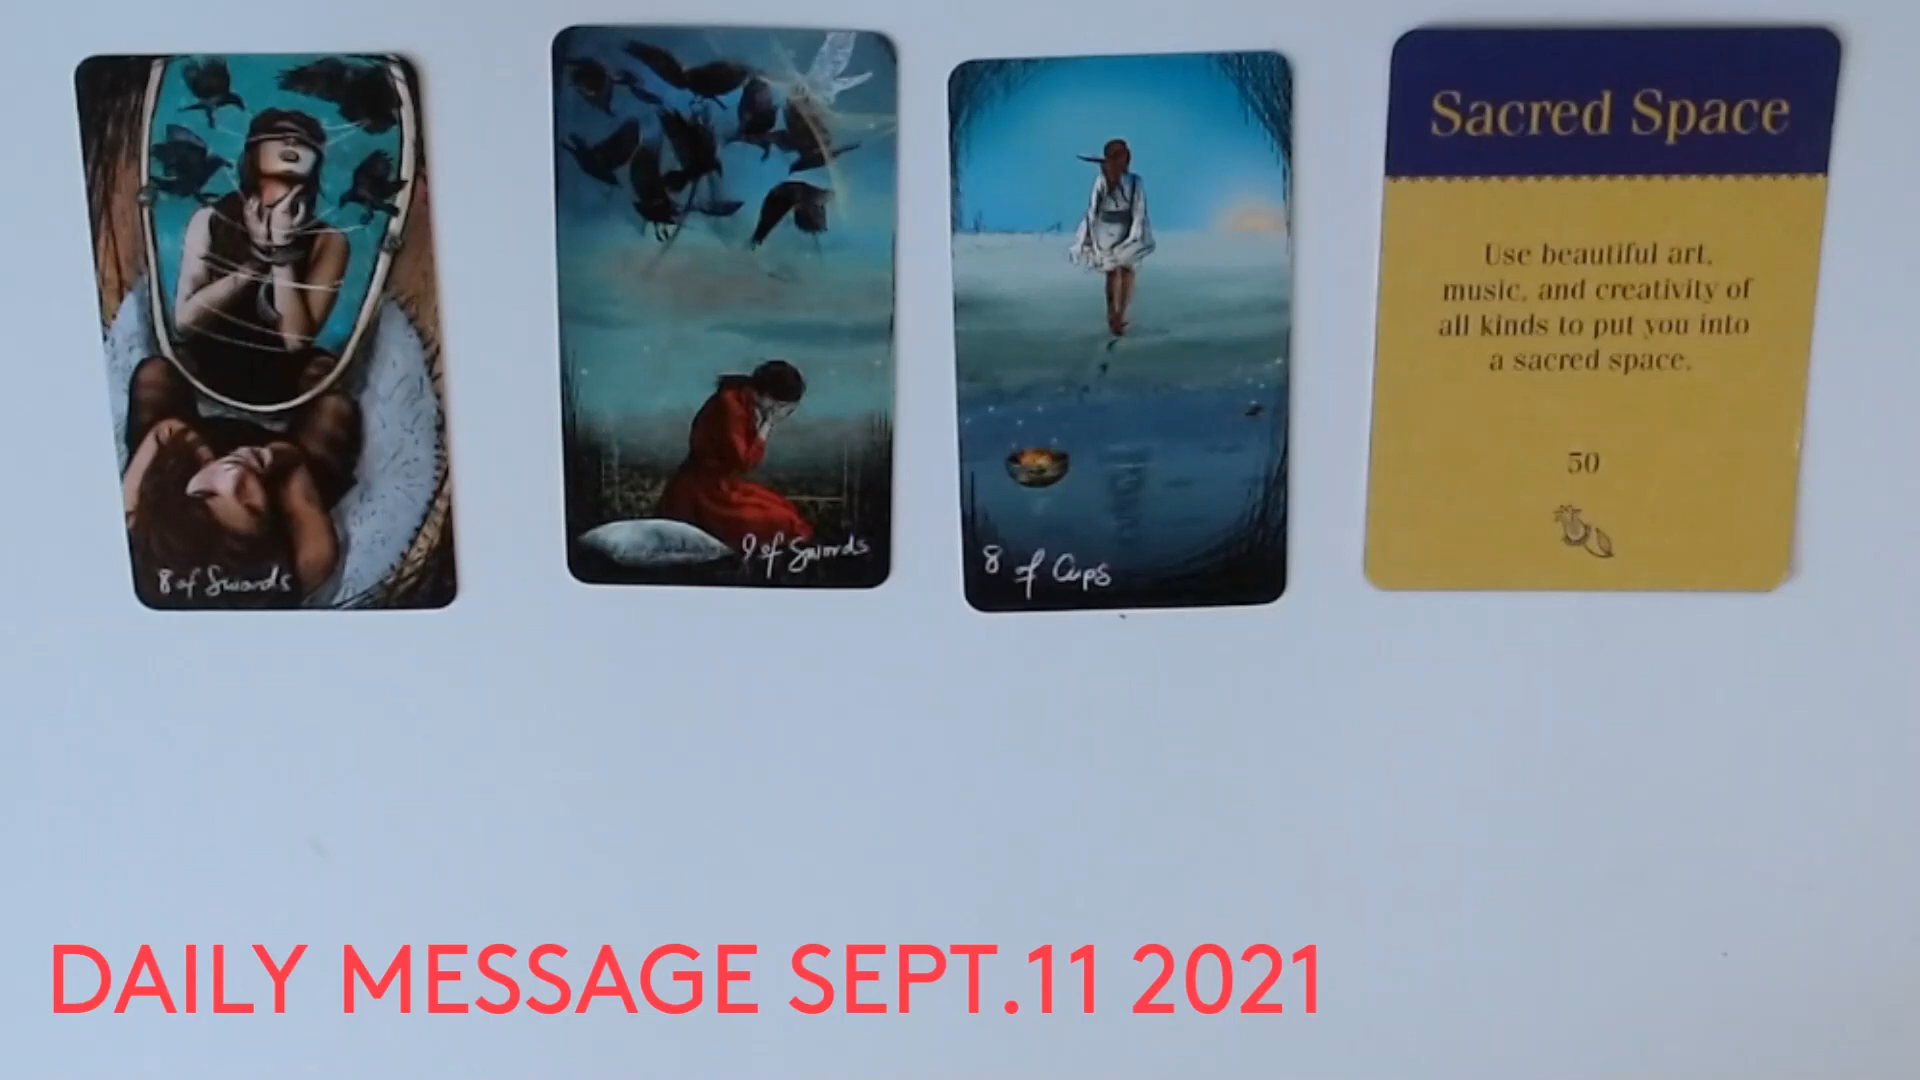 8 of Swords
9 of Swords
8 of Cups
Sacred Space
Use beautiful art,
music, and creativity of
all kinds to put you into
a sacred space.
50
DAILY MESSAGE SEPT.11 2021